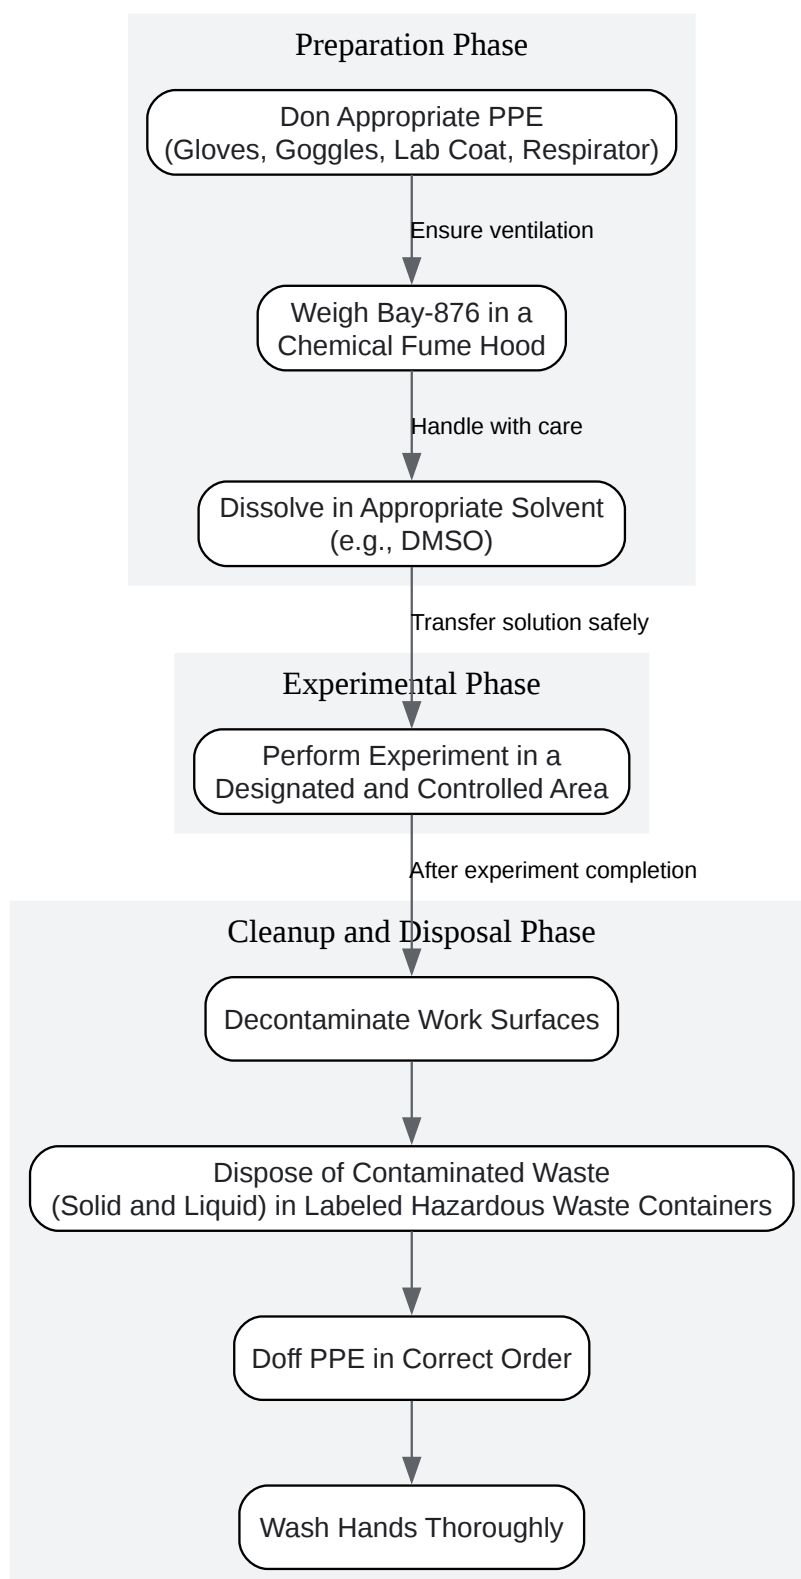 Preparation Phase
Don Appropriate PPE
(Gloves, Goggles, Lab Coat, Respirator)
Ensure ventilation
Weigh Bay-876 in a
Chemical Fume Hood
Handle with care
Dissolve in Appropriate Solvent
(e.g., DMSO)
Transfer solution safely
Experimental Phase
Perform Experiment in a
Designated and Controlled Area
After experiment completion
Cleanup and Disposal Phase
Decontaminate Work Surfaces
Dispose of Contaminated Waste
(Solid and Liquid) in Labeled Hazardous Waste Containers
Doff PPE in Correct Order
Wash Hands Thoroughly